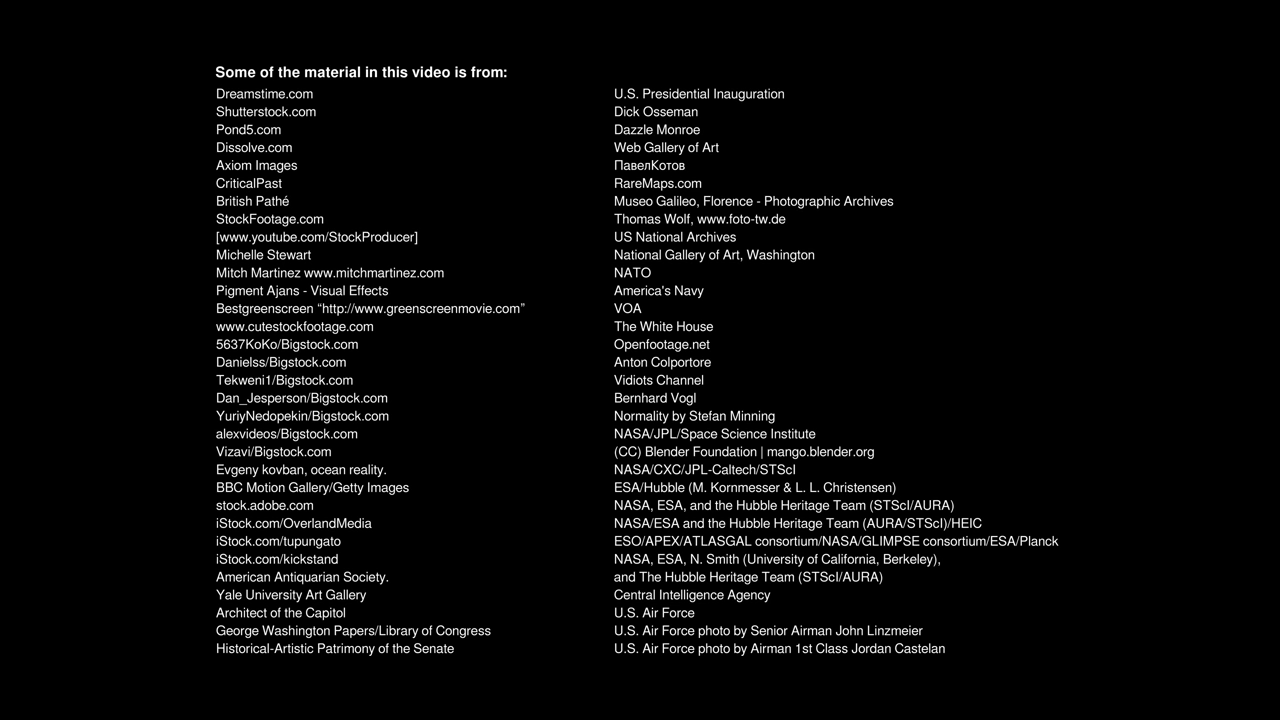 Some of the material in this video is from:
Dreamstime.com
Shutterstock.com
Pond5.com
Dissolve.com
Axiom Images
CriticalPast
British Pathé
StockFootage.com
[www.youtube.com/StockProducer]
Michelle Stewart
Mitch Martinez www.mitchmartinez.com
Pigment Ajans - Visual Effects
Bestgreenscreen “http://www.greenscreenmovie.com”
www.cutestockfootage.com
5637KoKo/Bigstock.com
Danielss/Bigstock.com
Tekweni1/Bigstock.com
Dan_Jesperson/Bigstock.com
YuriyNedopekin/Bigstock.com
alexvideos/Bigstock.com
Vizavi/Bigstock.com
Evgeny kovban, ocean reality.
BBC Motion Gallery/Getty Images
stock.adobe.com
iStock.com/OverlandMedia
iStock.com/tupungato
iStock.com/kickstand
American Antiquarian Society.
Yale University Art Gallery
Architect of the Capitol
George Washington Papers/Library of Congress
Historical-Artistic Patrimony of the Senate
U.S. Presidential Inauguration
Dick Osseman
Dazzle Monroe
Web Gallery of Art
ПавелКотов
RareMaps.com
Museo Galileo, Florence - Photographic Archives
Thomas Wolf, www.foto-tw.de
US National Archives
National Gallery of Art, Washington
NATO
America's Navy
VOA
The White House
Openfootage.net
Anton Colportore
Vidiots Channel
Bernhard Vogl
Normality by Stefan Minning
NASA/JPL/Space Science Institute
(CC) Blender Foundation | mango.blender.org
NASA/CXC/JPL-Caltech/STScI
ESA/Hubble (M. Kornmesser & L. L. Christensen)
NASA, ESA, and the Hubble Heritage Team (STScI/AURA)
NASA/ESA and the Hubble Heritage Team (AURA/STScI)/HEIC
ESO/APEX/ATLASGAL consortium/NASA/GLIMPSE consortium/ESA/Planck
NASA, ESA, N. Smith (University of California, Berkeley),
and The Hubble Heritage Team (STScI/AURA)
Central Intelligence Agency
U.S. Air Force
U.S. Air Force photo by Senior Airman John Linzmeier
U.S. Air Force photo by Airman 1st Class Jordan Castelan